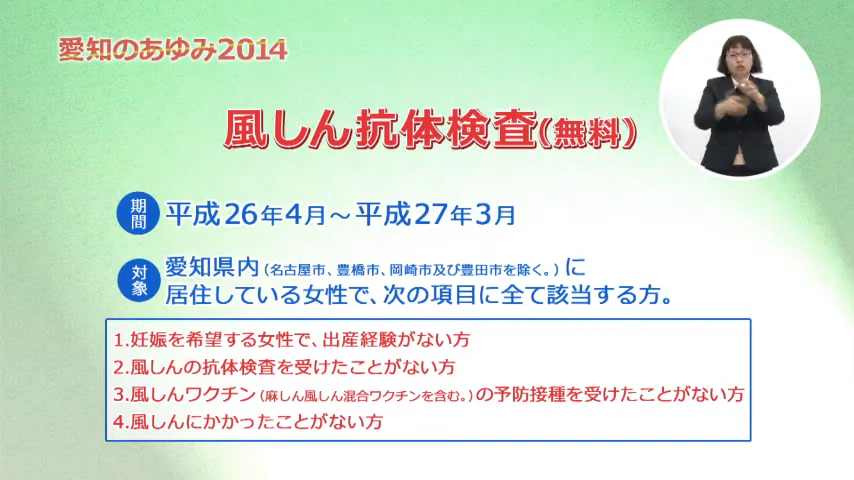 愛知のあゆみ2014
風しん抗体検査(無料)
期間 平成26年4月～平成27年3月
対象 愛知県内(名古屋市、豊橋市、岡崎市及び豊田市を除く。)に
居住している女性で、次の項目に全て該当する方。
1.妊娠を希望する女性で、出産経験がない方
2.風しんの抗体検査を受けたことがない方
3.風しんワクチン(麻しん風しん混合ワクチンを含む。)の予防接種を受けたことがない方
4.風しんにかかったことがない方